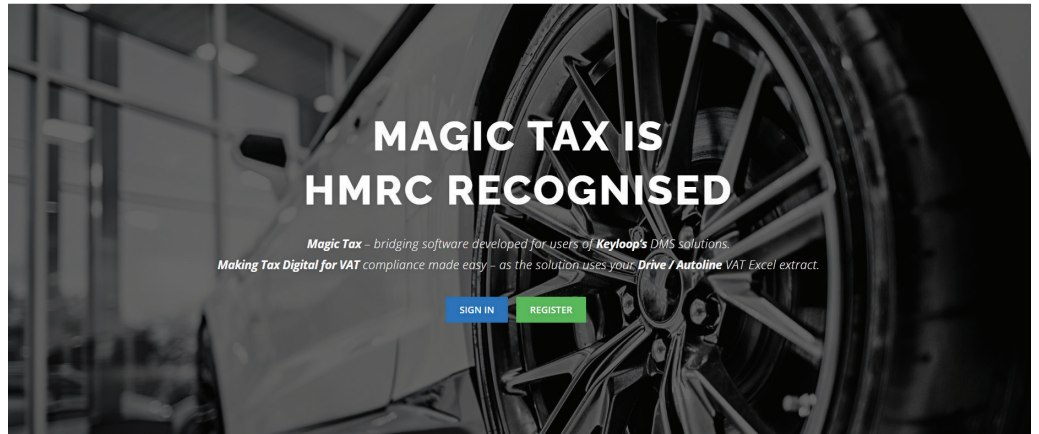 MAGIC TAX IS
HMRC RECOGNISED
Magic Tax – bridging software developed for users of Keyloop's DMS solutions.
Making Tax Digital for VAT compliance made easy – as the solution uses your Drive / Autoline VAT Excel extract.
SIGN IN REGISTER